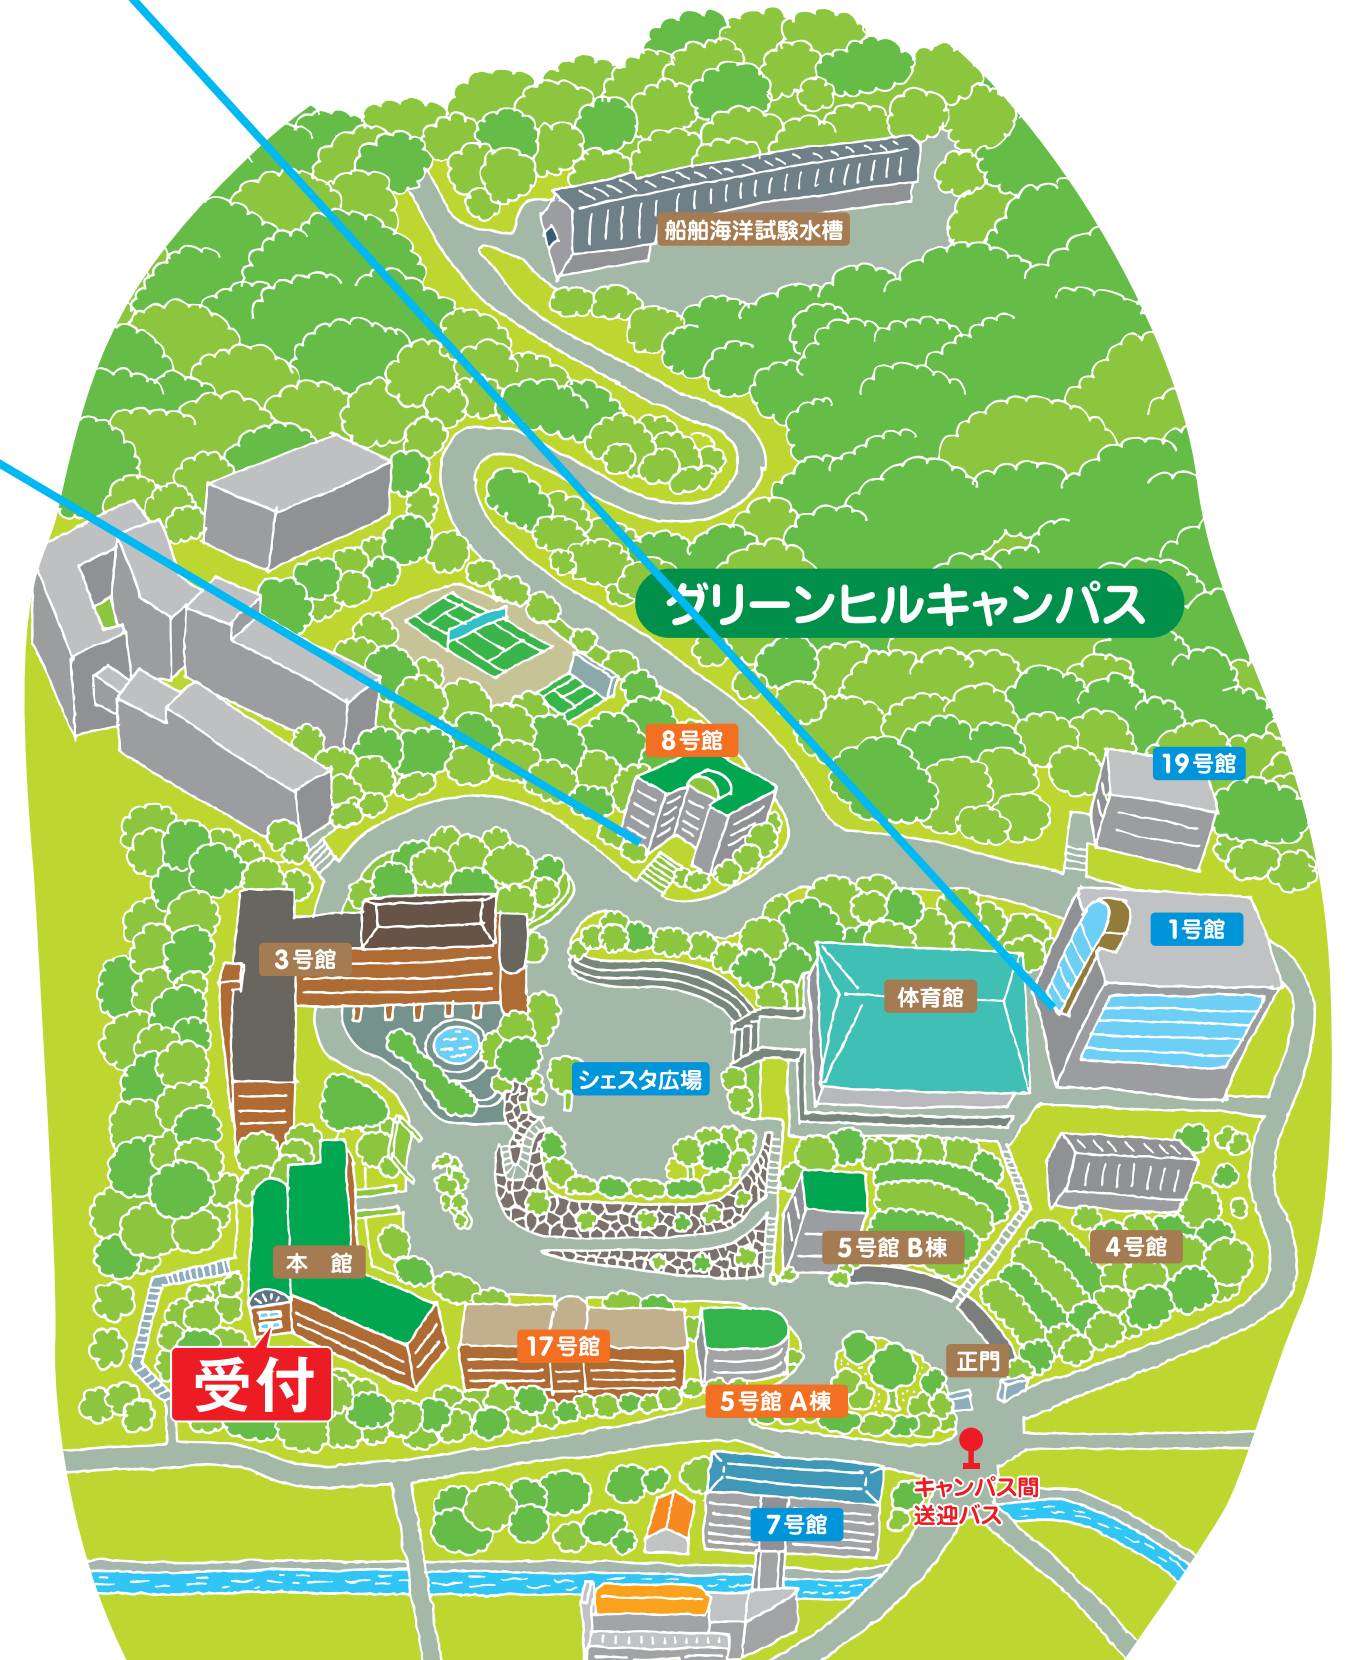 船舶海洋試験水槽
グリーンヒルキャンパス
8号館
19号館
1号館
3号館
体育館
シェスタ広場
5号館 B棟
4号館
本 館
17号館
正門
受付
5号館 A棟
キャンパス間
送迎バス
7号館